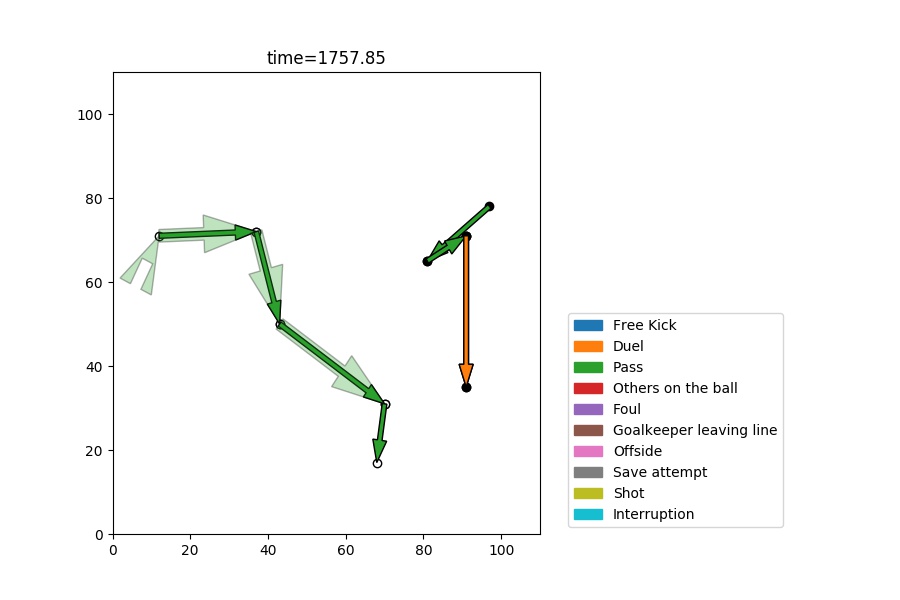 time=1757.85
100
80
60
40
20
0
0 20 40 60 80 100
Free Kick
Duel
Pass
Others on the ball
Foul
Goalkeeper leaving line
Offside
Save attempt
Shot
Interruption